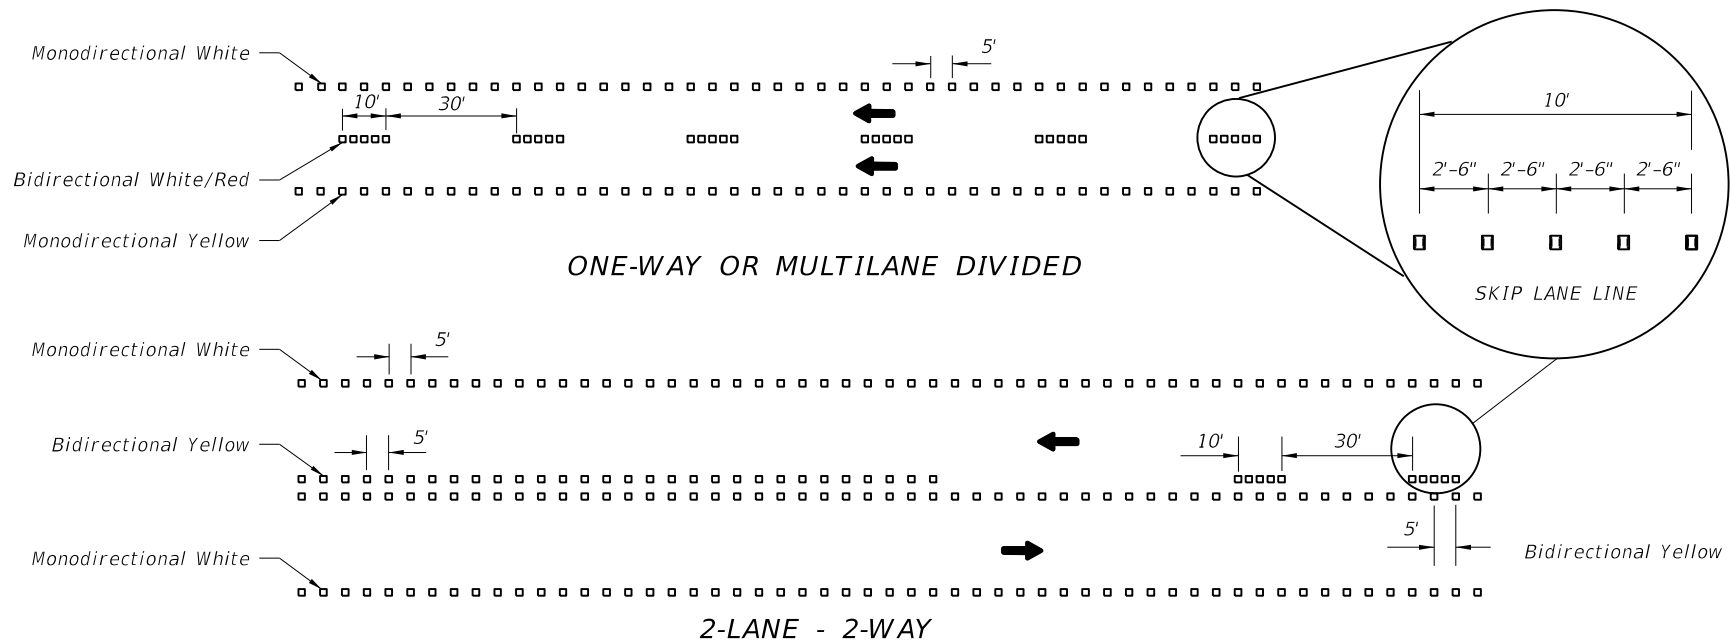 Monodirectional White
5'
10'
30'
Bidirectional White/Red
Monodirectional Yellow
ONE-WAY OR MULTILANE DIVIDED
10'
2'-6" 2'-6" 2'-6" 2'-6"
SKIP LANE LINE
Monodirectional White
5'
Bidirectional Yellow
5'
10'
30'
5'
Bidirectional Yellow
Monodirectional White
2-LANE - 2-WAY